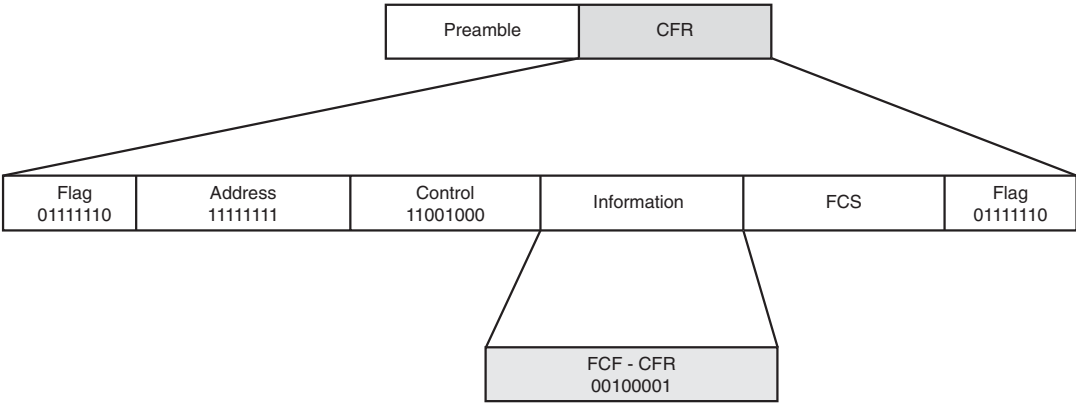 Preamble
CFR
Flag
01111110
Address
11111111
Control
11001000
Information
FCS
Flag
01111110
FCF - CFR
00100001